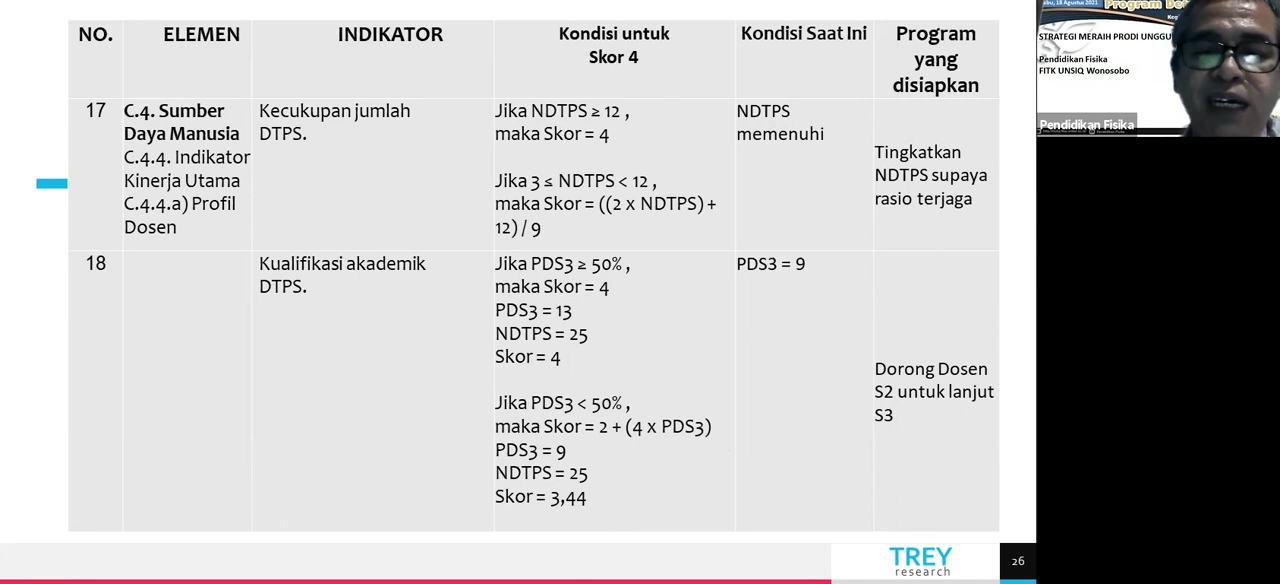 NO.
ELEMEN
INDIKATOR
Kondisi untuk
Skor 4
Kondisi Saat Ini
Program
yang
disiapkan
17
C.4. Sumber
Daya Manusia
C.4.4. Indikator
Kinerja Utama
C.4.4.a) Profil
Dosen
Kecukupan jumlah
DTPS.
Jika NDTPS ≥ 12 ,
maka Skor = 4
Jika 3 ≤ NDTPS < 12 ,
maka Skor = ((2 x NDTPS) +
12) / 9
NDTPS
memenuhi
Tingkatkan
NDTPS supaya
rasio terjaga
18
Kualifikasi akademik
DTPS.
Jika PDS3 ≥ 50% ,
maka Skor = 4
PDS3 = 13
NDTPS = 25
Skor = 4
Jika PDS3 < 50% ,
maka Skor = 2 + (4 x PDS3)
PDS3 = 9
NDTPS = 25
Skor = 3,44
PDS3 = 9
Dorong Dosen
S2 untuk lanjut
S3
TREY
research
26
18 Agustus 2021
Program
STRATEGI MERAIH PRODI
Pendidikan Fisika
FITK UNSIQ Wonosobo
Pendidikan Fisika